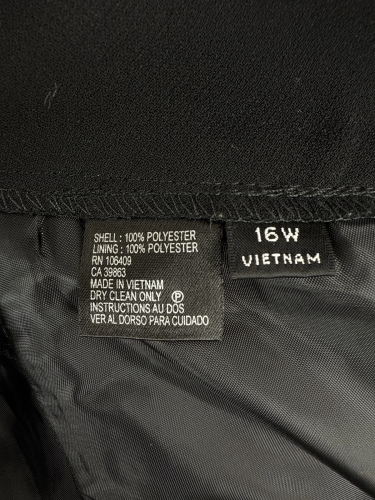 SHELL : 100% POLYESTER
LINING : 100% POLYESTER
RN 106409
CA 39863
MADE IN VIETNAM
DRY CLEAN ONLY Ⓟ
INSTRUCTIONS AU DOS
VER AL DORSO PARA CUIDADO
16W
VIETNAM